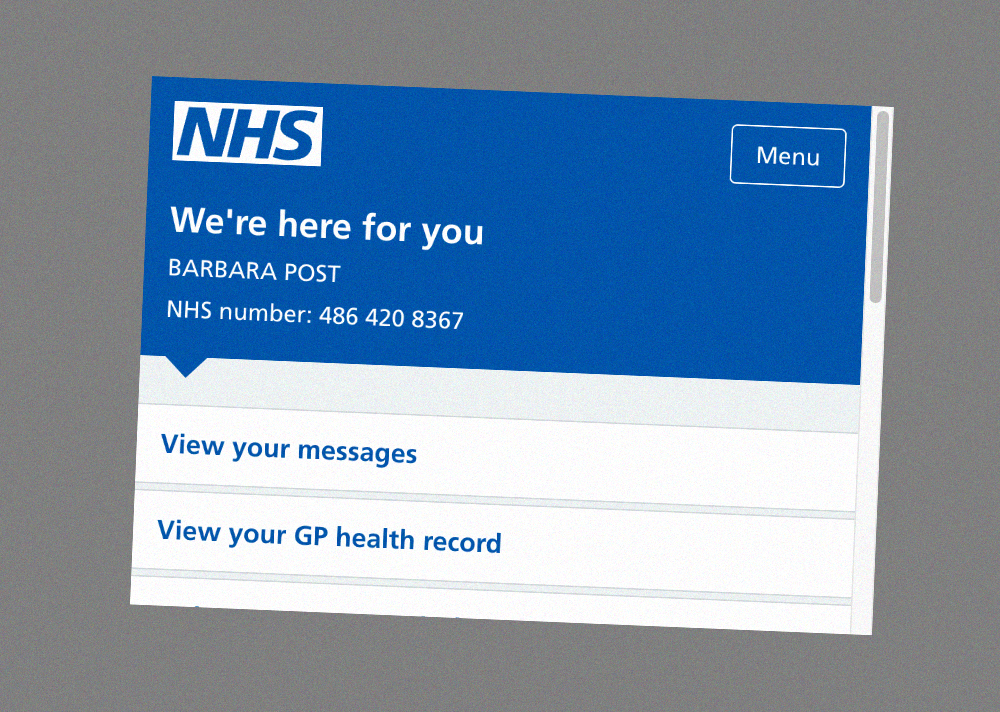 NHS
Menu
We're here for you
BARBARA POST
NHS number: 486 420 8367
View your messages
View your GP health record